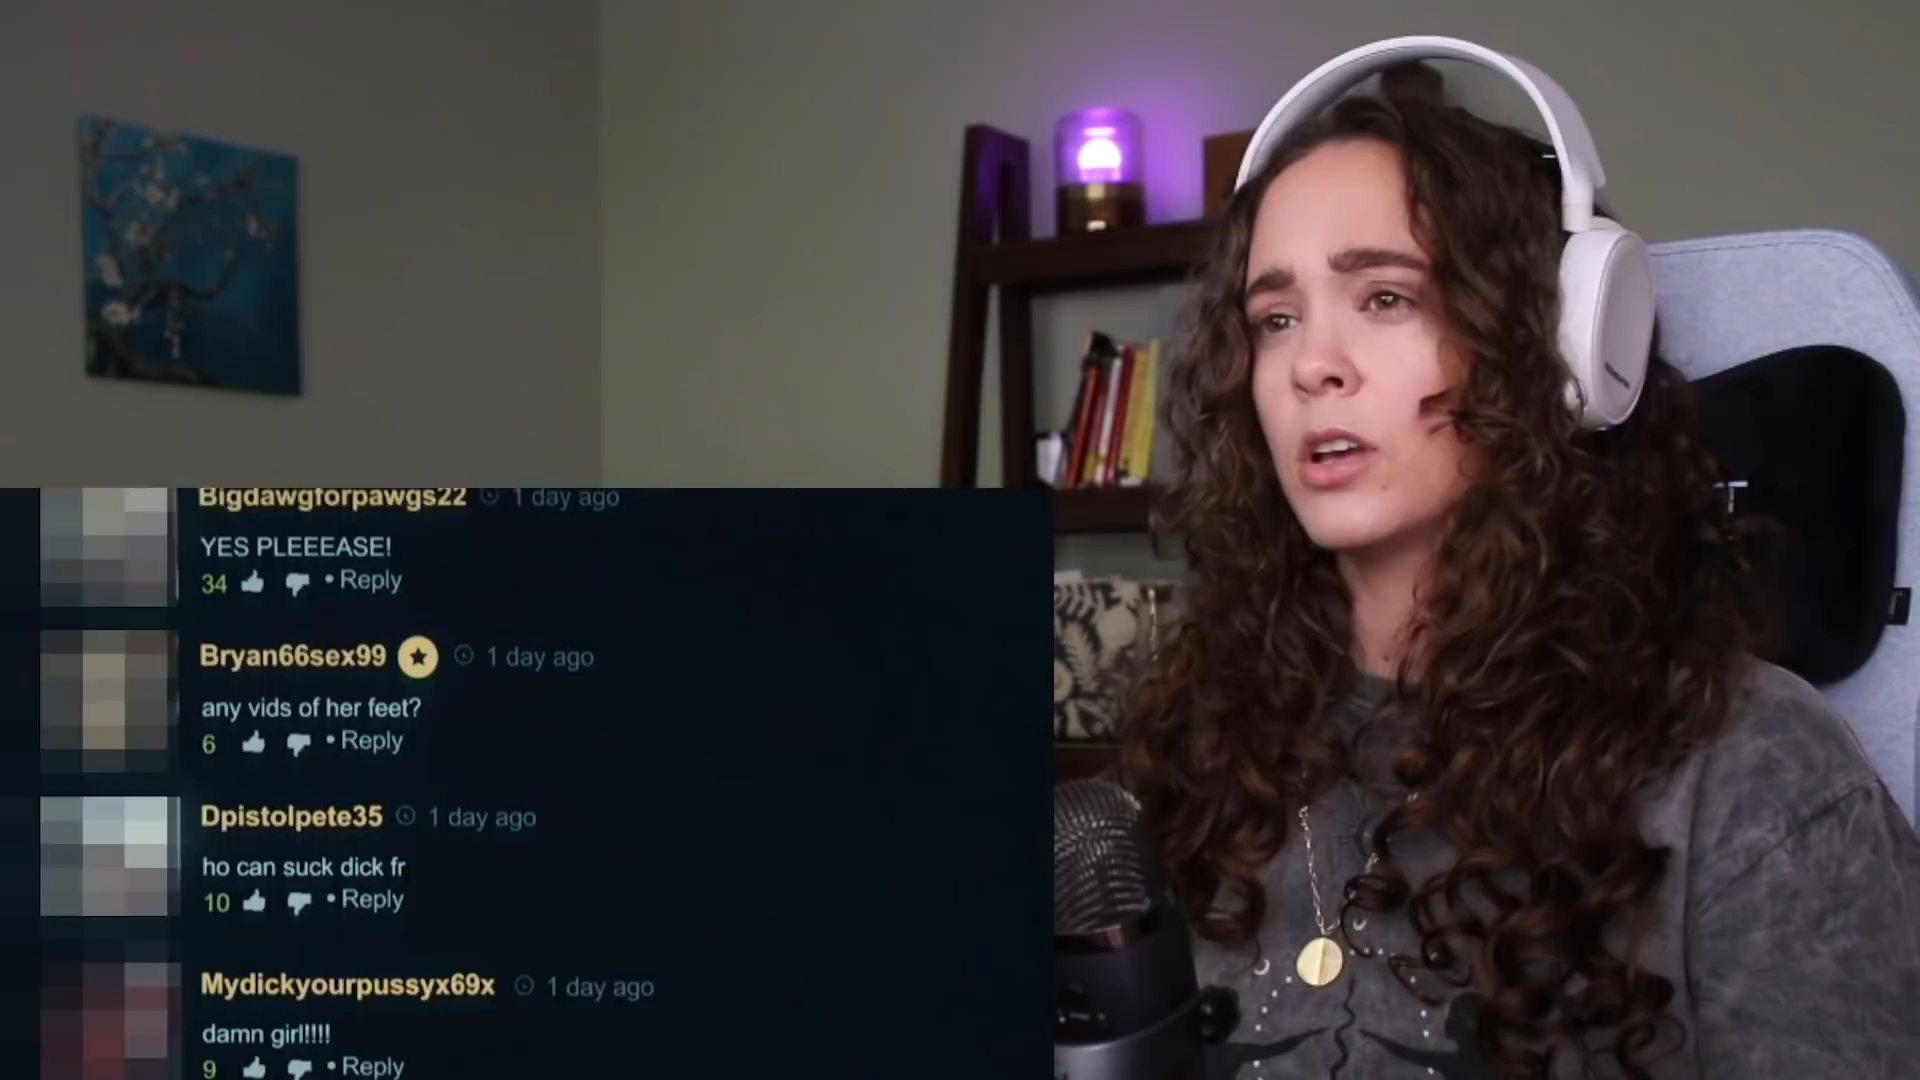 Bigdawgforpawgs22 1 day ago
YES PLEEEASE!
34 • Reply
Bryan66sex99 1 day ago
any vids of her feet?
6 • Reply
Dpistolpete35 1 day ago
ho can suck dick fr
10 • Reply
Mydickyourpussyx69x 1 day ago
damn girl!!!!
9 • Reply